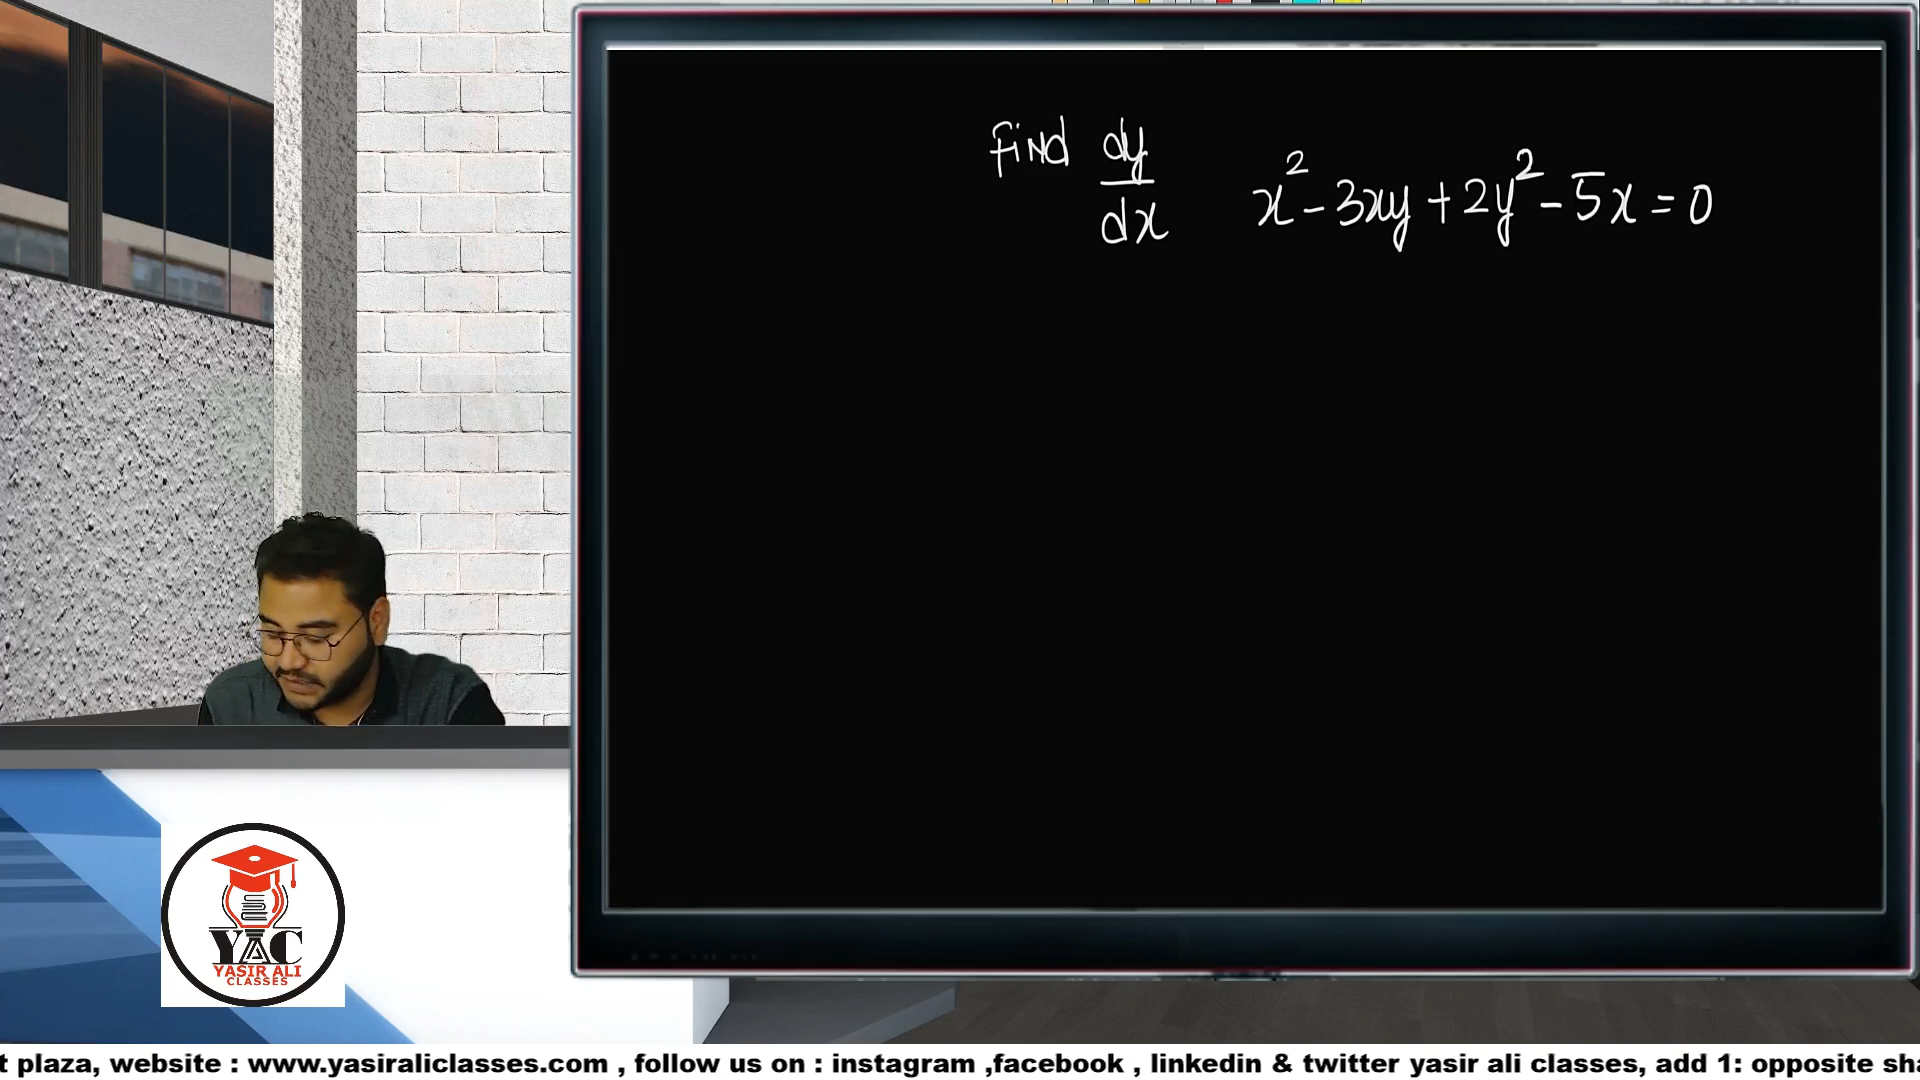 Find dy/dx x² - 3xy + 2y² - 5x = 0
YAC
YASIR ALI
CLASSES
t plaza, website : www.yasiraliclasses.com , follow us on : instagram ,facebook , linkedin & twitter yasir ali classes, add 1: opposite sha